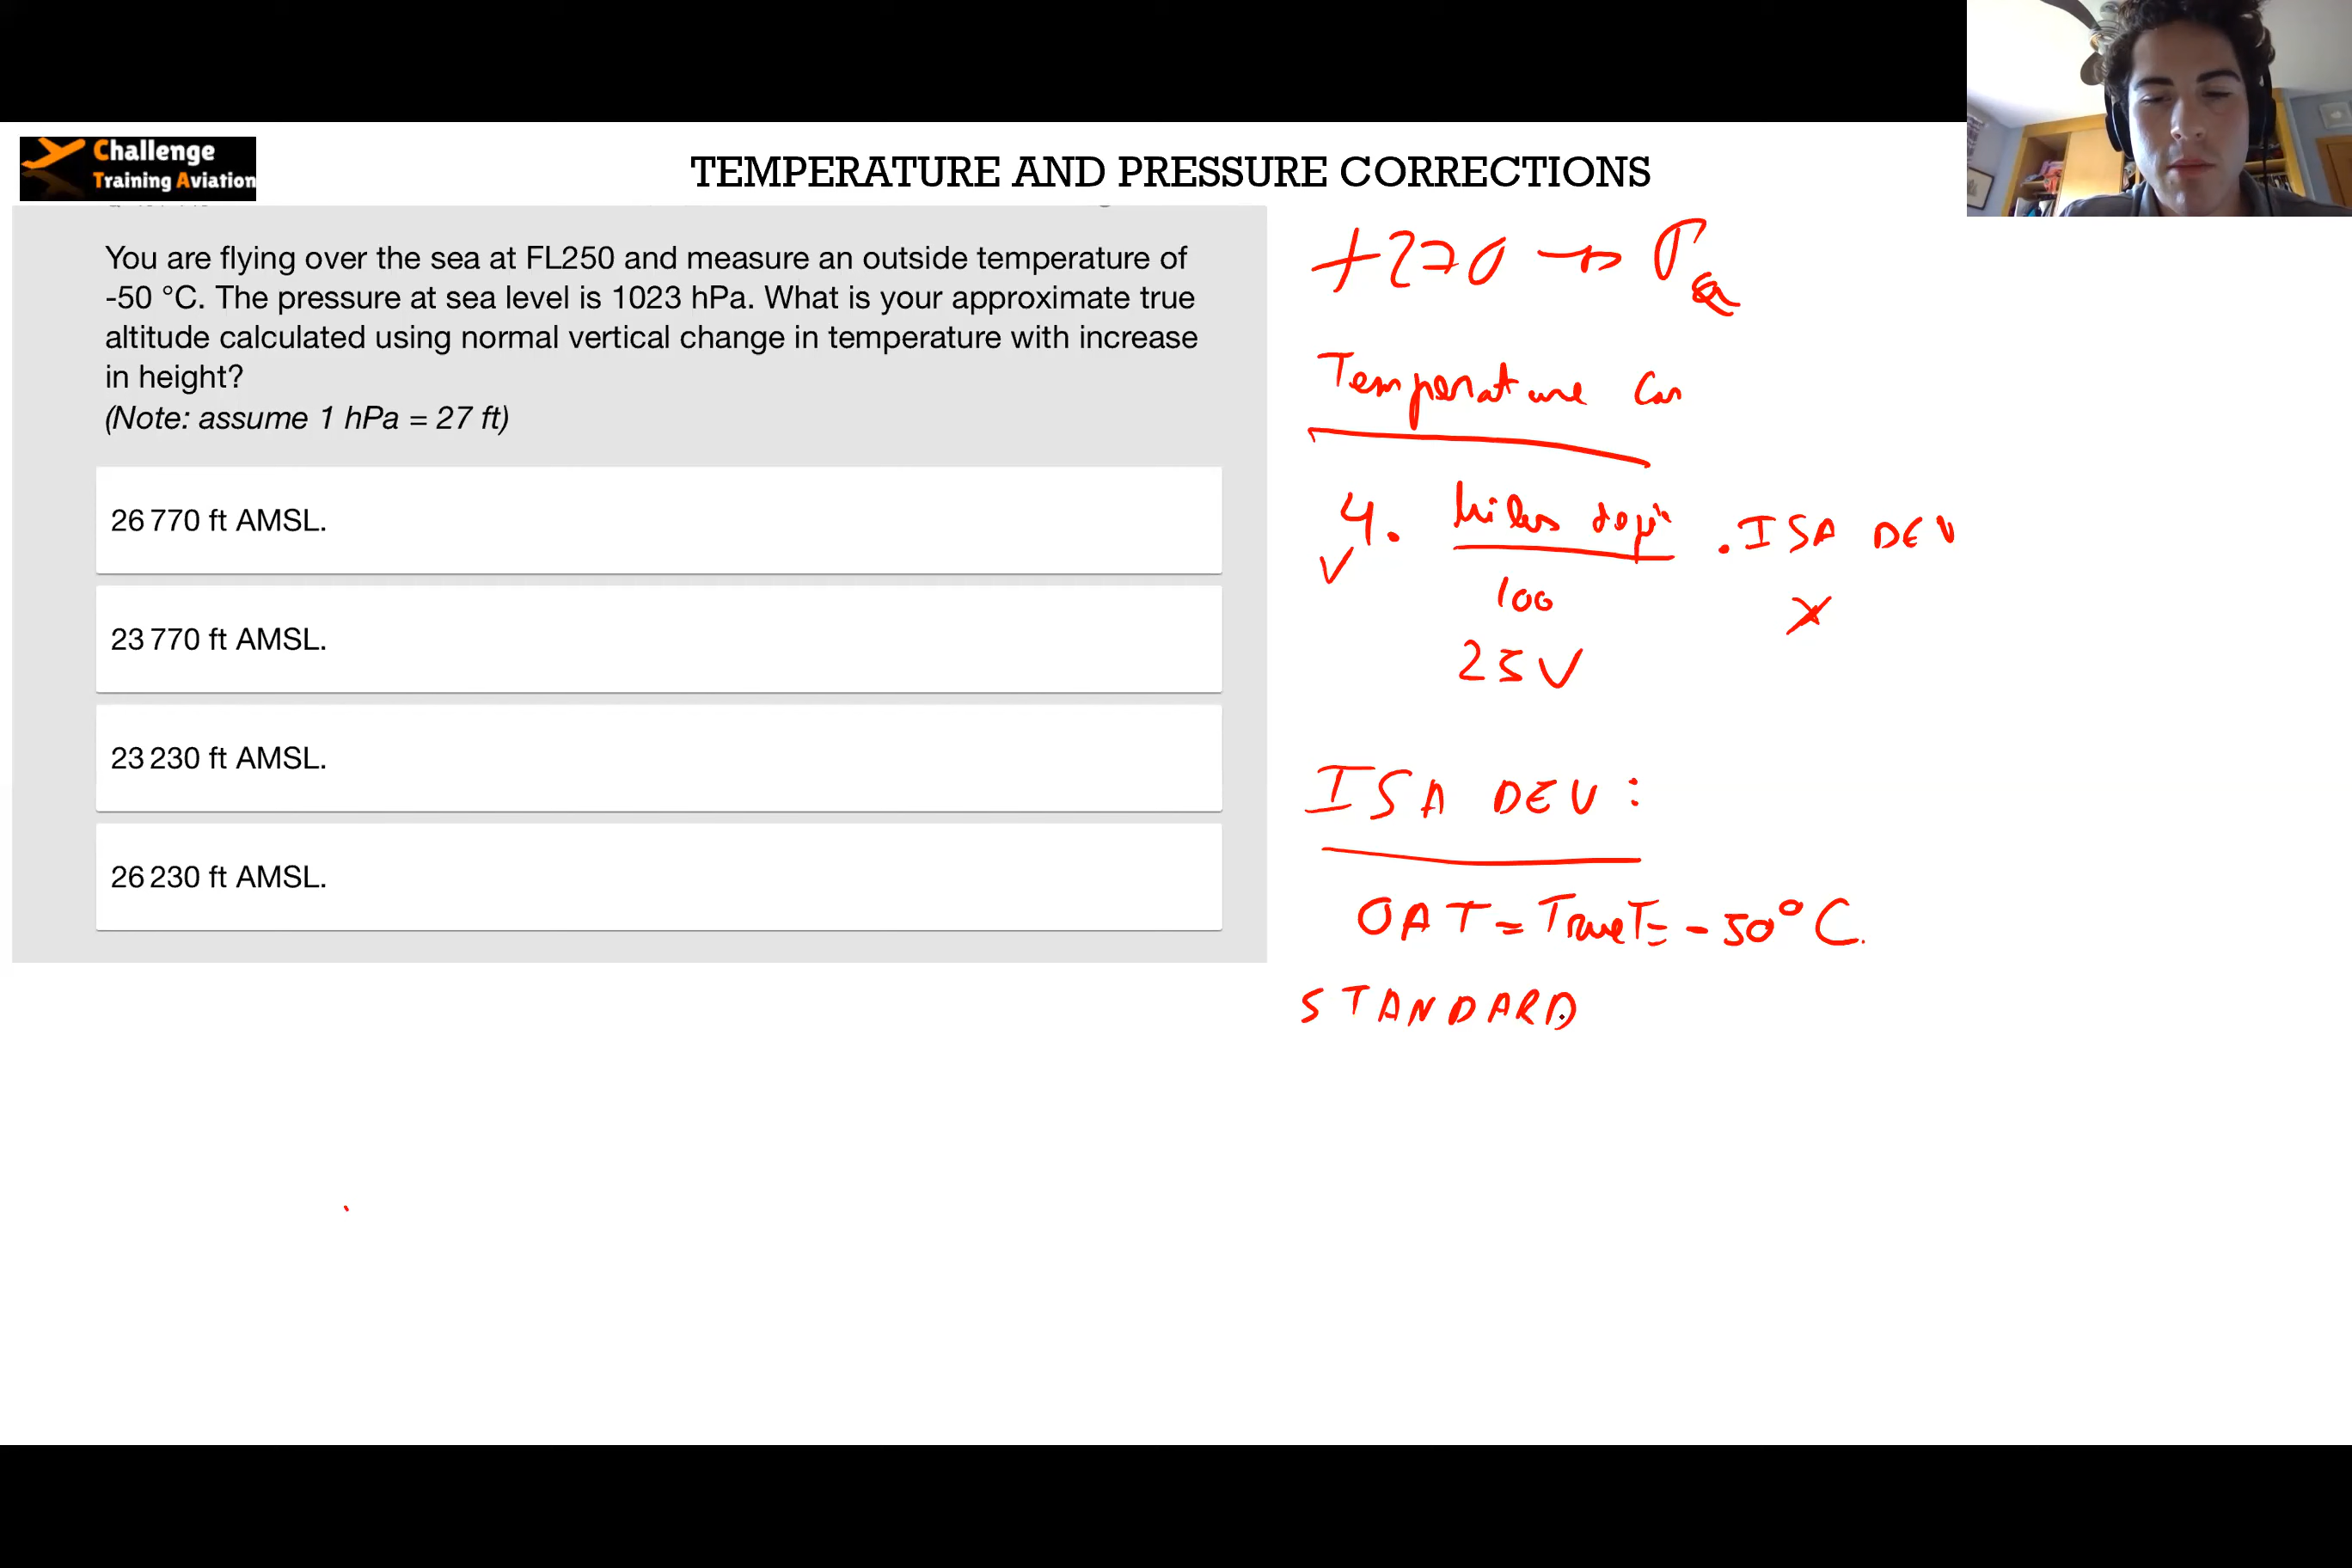 Challenge
Training Aviation
TEMPERATURE AND PRESSURE CORRECTIONS
You are flying over the sea at FL250 and measure an outside temperature of
-50 °C. The pressure at sea level is 1023 hPa. What is your approximate true
altitude calculated using normal vertical change in temperature with increase
in height?
(Note: assume 1 hPa = 27 ft)
26 770 ft AMSL.
23 770 ft AMSL.
23 230 ft AMSL.
26 230 ft AMSL.
+270 →
Temperature
4. miles de pi . ISA DEV
100
25
ISA DEV :
OAT = True T = -50° C.
STANDARD